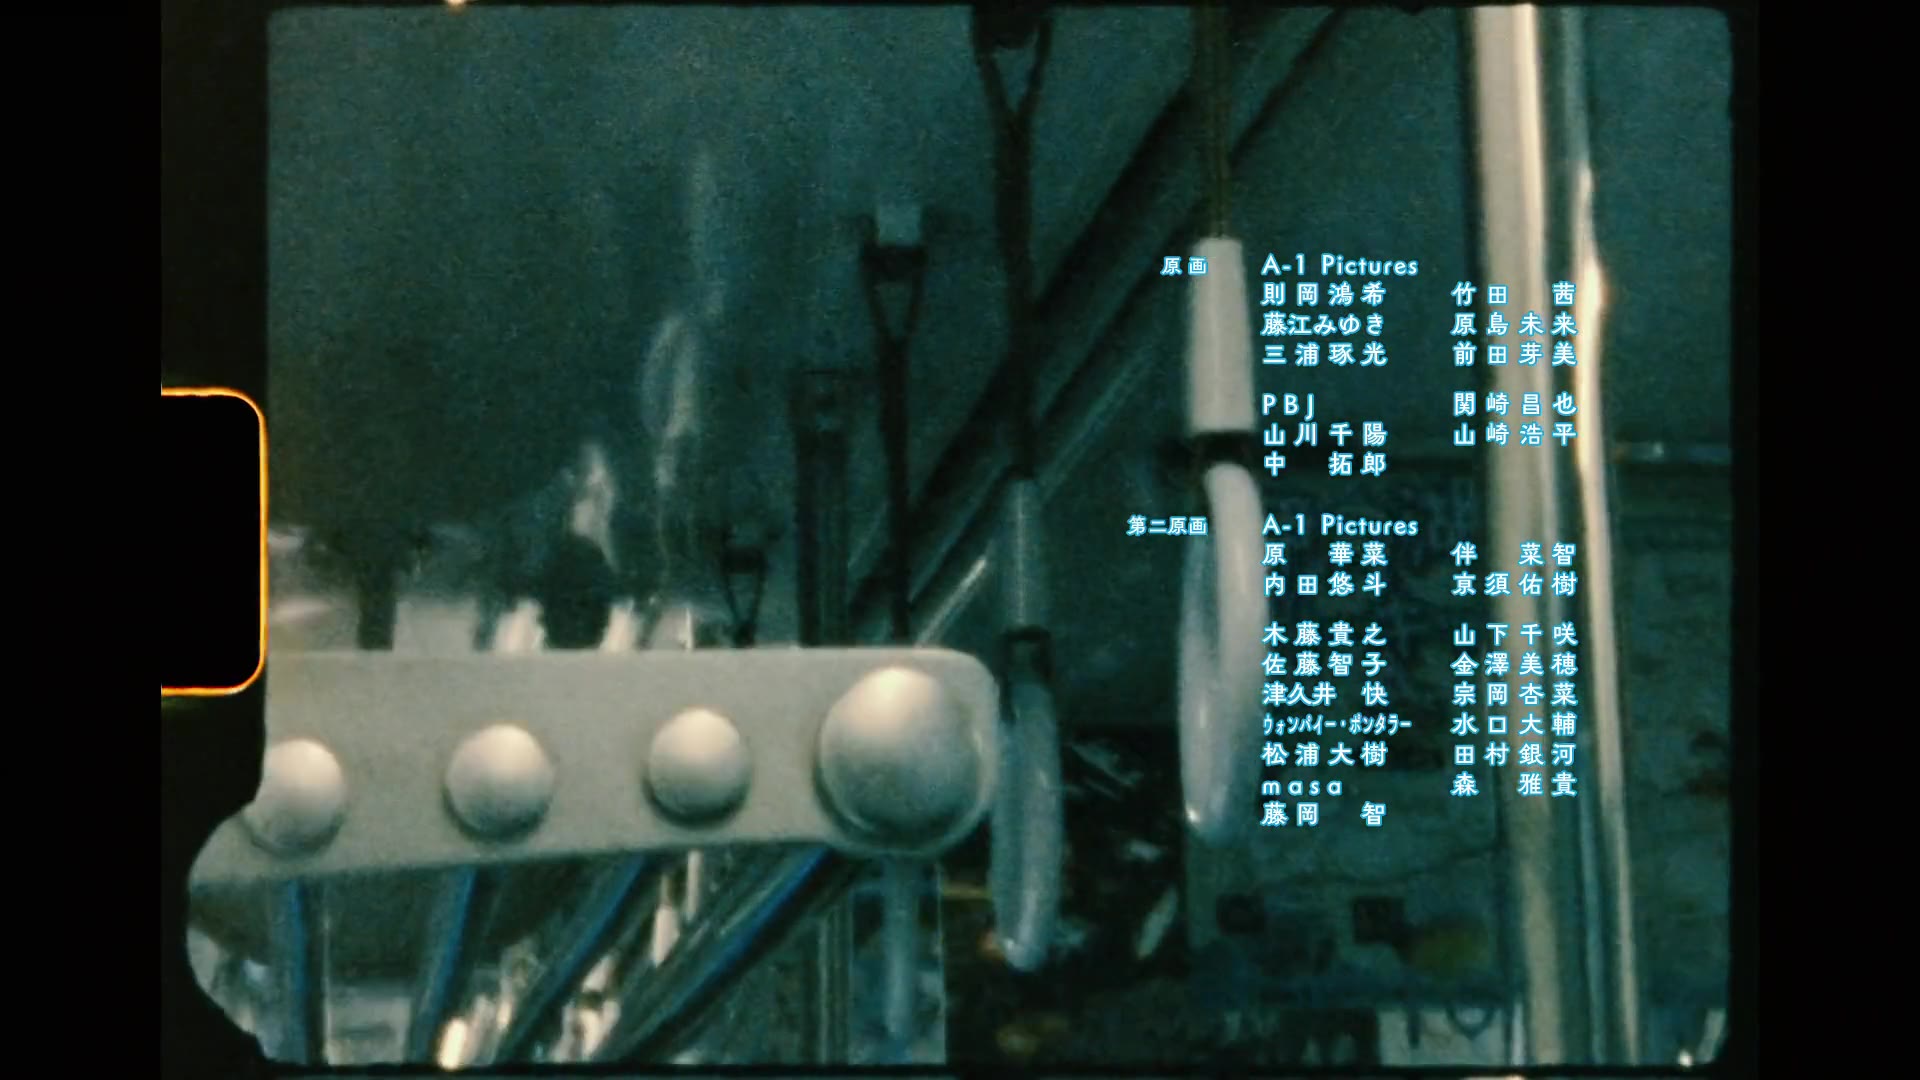 原画 A-1 Pictures
則岡鴻希 竹田 茜
藤江みゆき 原島未来
三浦琢光 前田芽美
PBJ 関崎昌也
山川千陽 山崎浩平
中 拓郎
第二原画 A-1 Pictures
原 華菜 伴 菜智
内田悠斗 京須佑樹
木藤貴之 山下千咲
佐藤智子 金澤美穂
津久井 快 宗岡杏菜
ｳｫﾝﾊﾟｲｰ･ﾎﾟﾝﾀﾗｰ 水口大輔
松浦大樹 田村銀河
masa 森 雅貴
藤岡 智